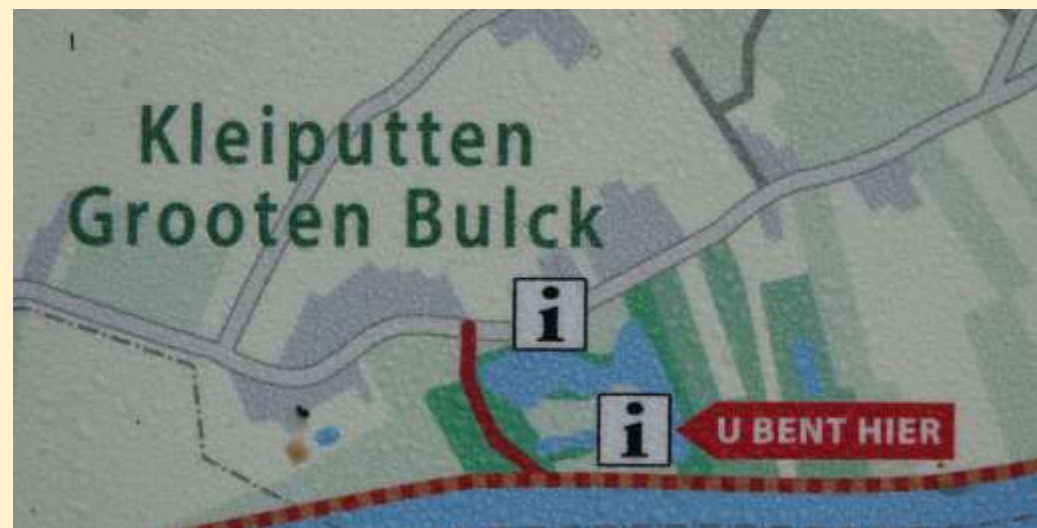 Kleiputten
Grooten Bulck
i
i
U BENT HIER